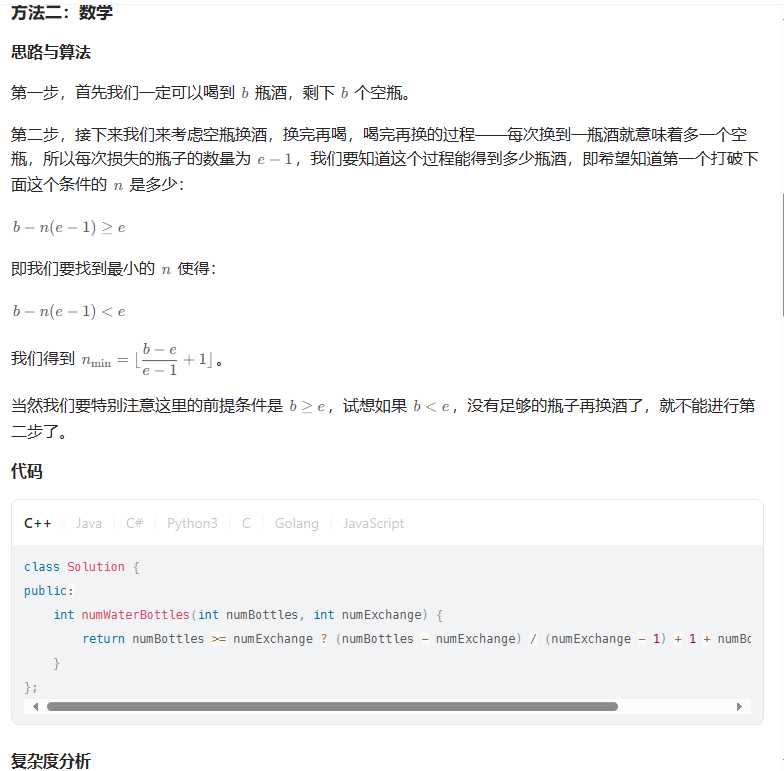 方法二：数学
思路与算法
第一步，首先我们一定可以喝到 b 瓶酒，剩下 b 个空瓶。
第二步，接下来我们来考虑空瓶换酒，换完再喝，喝完再换的过程——每次换到一瓶酒就意味着多一个空
瓶，所以每次损失的瓶子的数量为 e − 1，我们要知道这个过程能得到多少瓶酒，即希望知道第一个打破下
面这个条件的 n 是多少：
b − n(e − 1) ≥ e
即我们要找到最小的 n 使得：
b − n(e − 1) < e
我们得到 n_min = ⌊(b − e)/(e − 1) + 1⌋。
当然我们要特别注意这里的前提条件是 b ≥ e，试想如果 b < e，没有足够的瓶子再换酒了，就不能进行第
二步了。
代码
C++ Java C# Python3 C Golang JavaScript
class Solution {
public:
int numWaterBottles(int numBottles, int numExchange) {
return numBottles >= numExchange ? (numBottles - numExchange) / (numExchange - 1) + 1 + numBo
}
};
复杂度分析